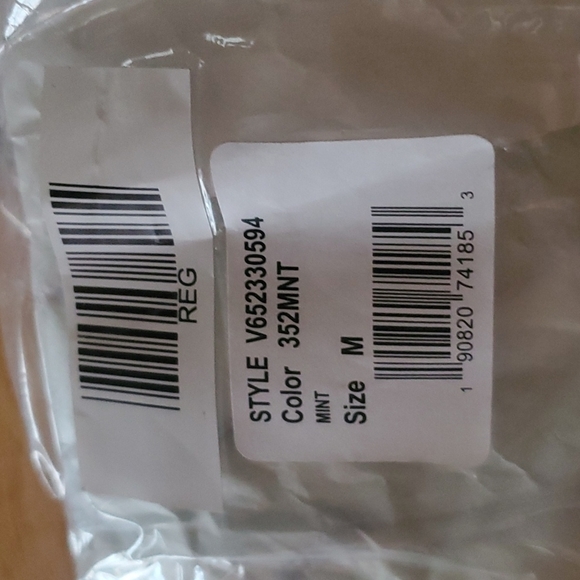 REG
STYLE V652330594
Color 352MNT
MINT
Size M
1 90820 74185 3